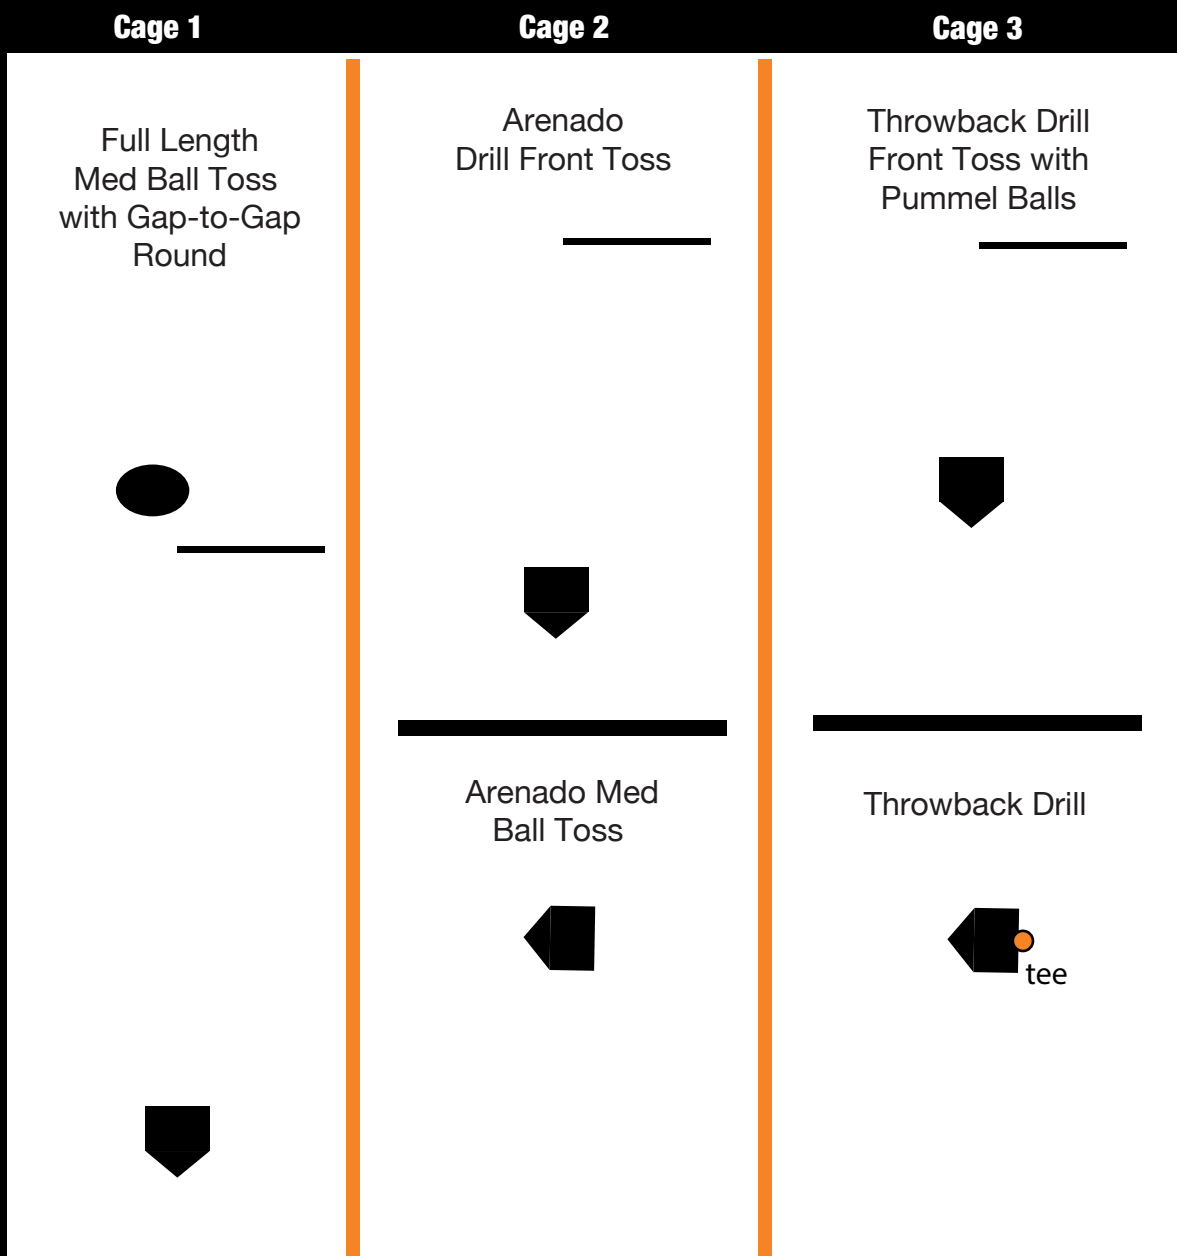 Cage 1
Cage 2
Cage 3
Full Length
Med Ball Toss
with Gap-to-Gap
Round
Arenado
Drill Front Toss
Throwback Drill
Front Toss with
Pummel Balls
Arenado Med
Ball Toss
Throwback Drill
tee